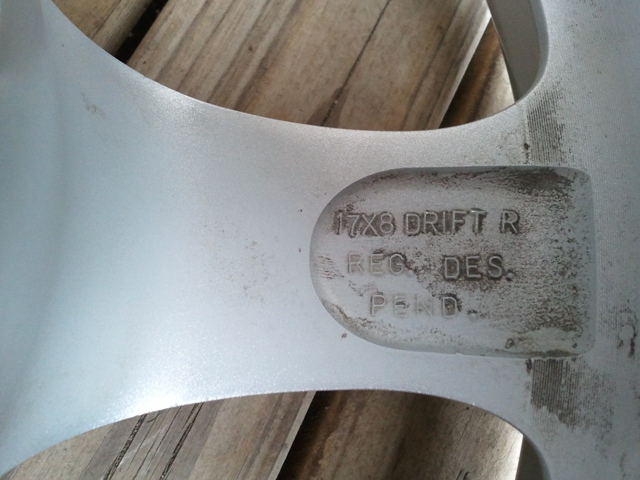 17X8 DRIFT R
REG. DES.
PEND.